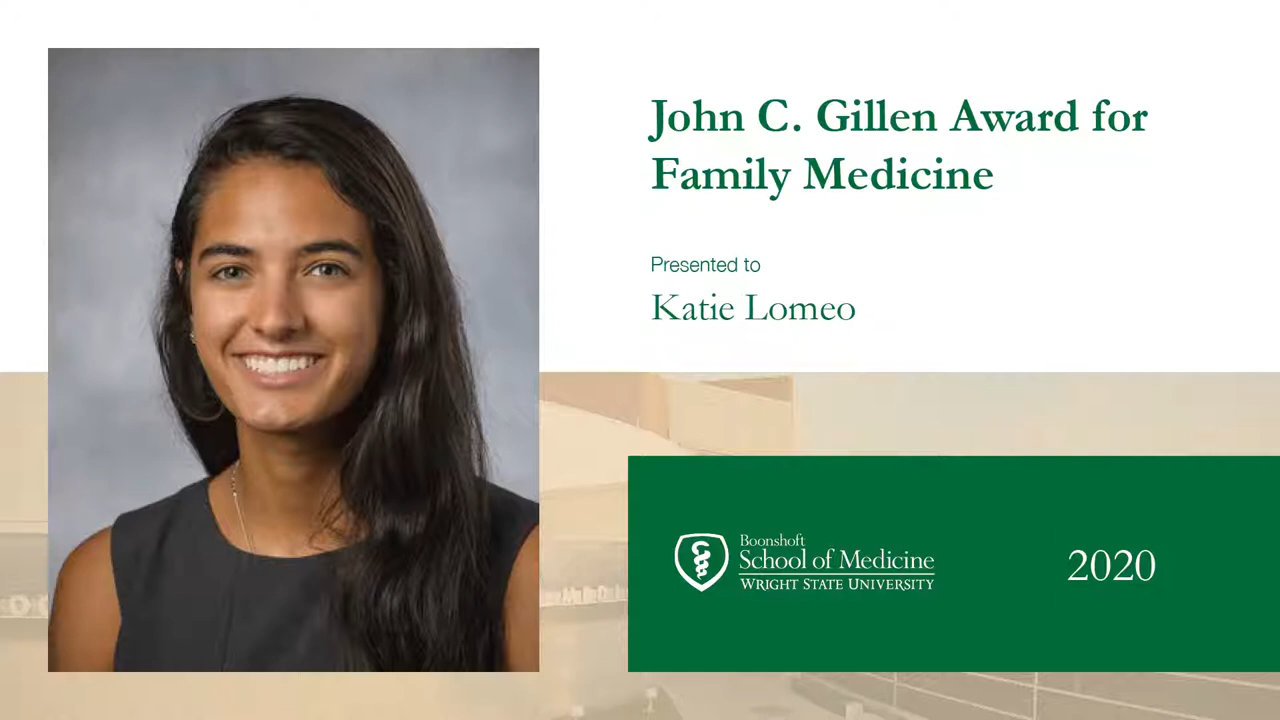 John C. Gillen Award for
Family Medicine
Presented to
Katie Lomeo
Boonshoft
School of Medicine
WRIGHT STATE UNIVERSITY
2020